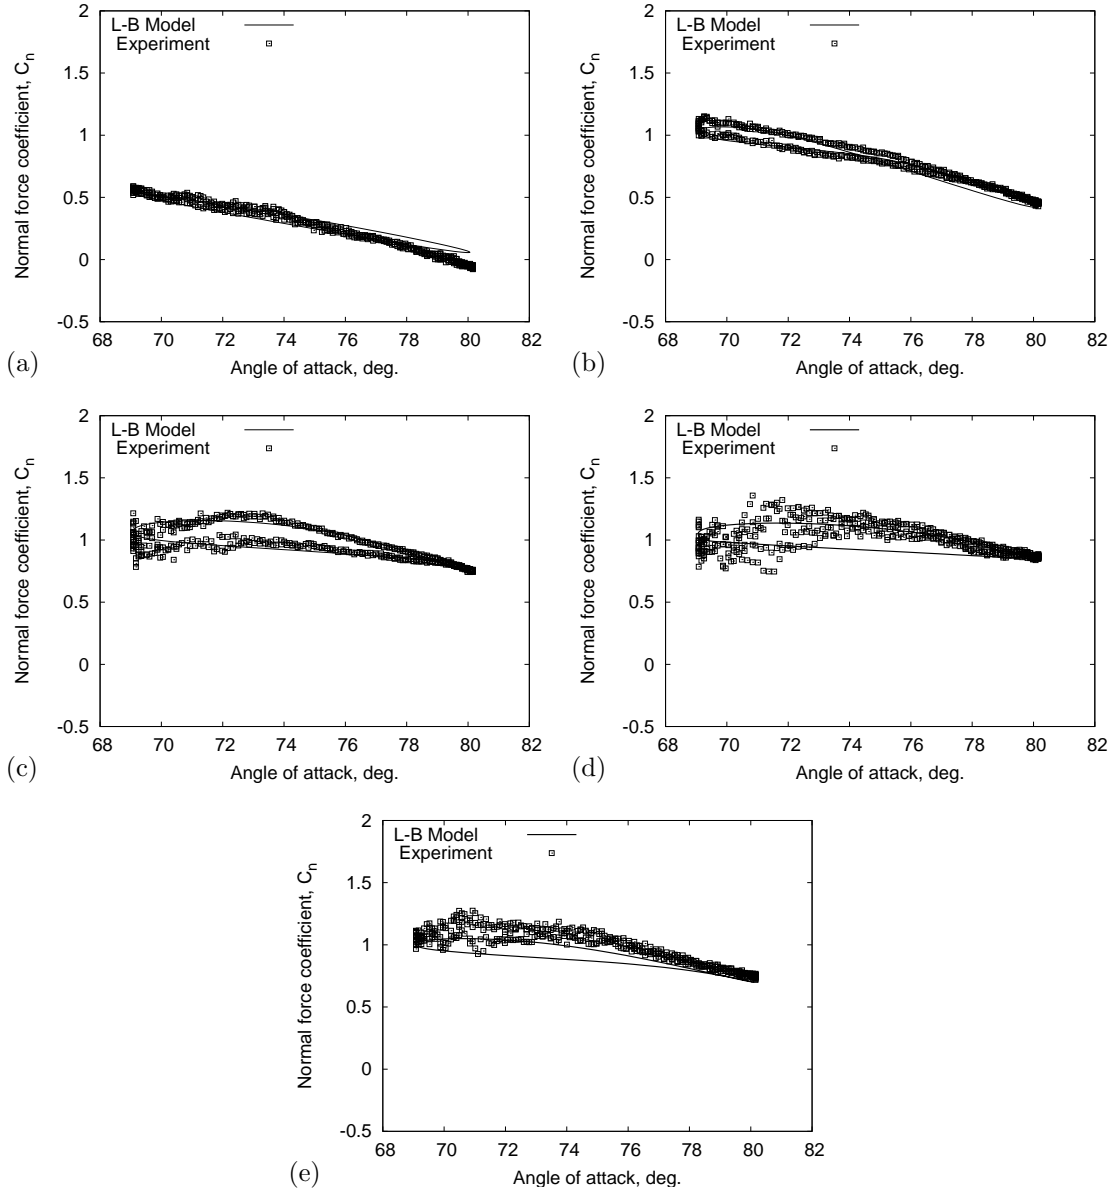 L-B Model
Experiment
Normal force coefficient, Cn
2
1.5
1
0.5
0
-0.5
68 70 72 74 76 78 80 82
Angle of attack, deg.
(a)
L-B Model
Experiment
Normal force coefficient, Cn
2
1.5
1
0.5
0
-0.5
68 70 72 74 76 78 80 82
Angle of attack, deg.
(b)
L-B Model
Experiment
Normal force coefficient, Cn
2
1.5
1
0.5
0
-0.5
68 70 72 74 76 78 80 82
Angle of attack, deg.
(c)
L-B Model
Experiment
Normal force coefficient, Cn
2
1.5
1
0.5
0
-0.5
68 70 72 74 76 78 80 82
Angle of attack, deg.
(d)
L-B Model
Experiment
Normal force coefficient, Cn
2
1.5
1
0.5
0
-0.5
68 70 72 74 76 78 80 82
Angle of attack, deg.
(e)